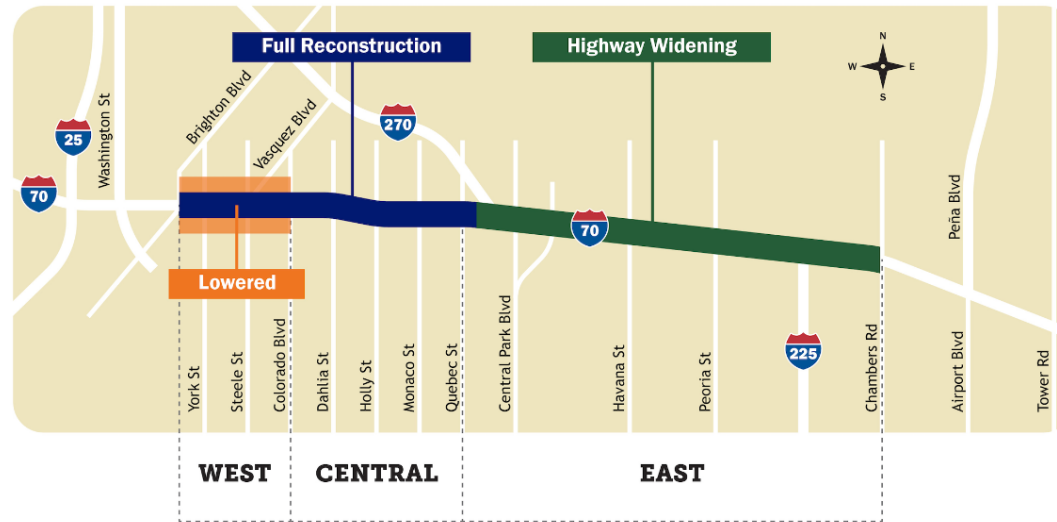 Full Reconstruction
Highway Widening
N
W E
S
Brighton Blvd
Vasquez Blvd
Washington St
25
270
70
70
Peña Blvd
Lowered
225
York St
Steele St
Colorado Blvd
Dahlia St
Holly St
Monaco St
Quebec St
Central Park Blvd
Havana St
Peoria St
Chambers Rd
Airport Blvd
Tower Rd
WEST
CENTRAL
EAST